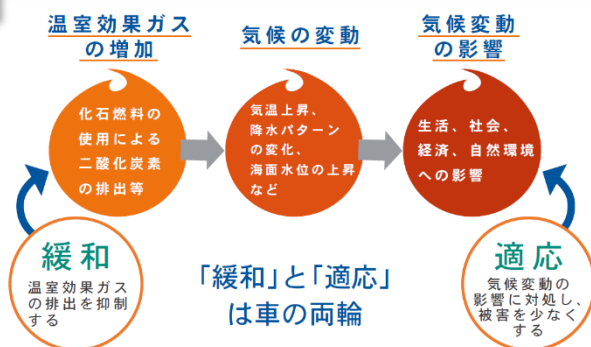 温室効果ガス
の増加
気候の変動
気候変動
の影響
化石燃料の
使用による
二酸化炭素
の排出等
気温上昇、
降水パターン
の変化、
海面水位の上昇
など
生活、社会、
経済、自然環境
への影響
緩和
温室効果ガス
の排出を抑制
する
「緩和」と「適応」
は車の両輪
適応
気候変動の
影響に対処し、
被害を少なく
する